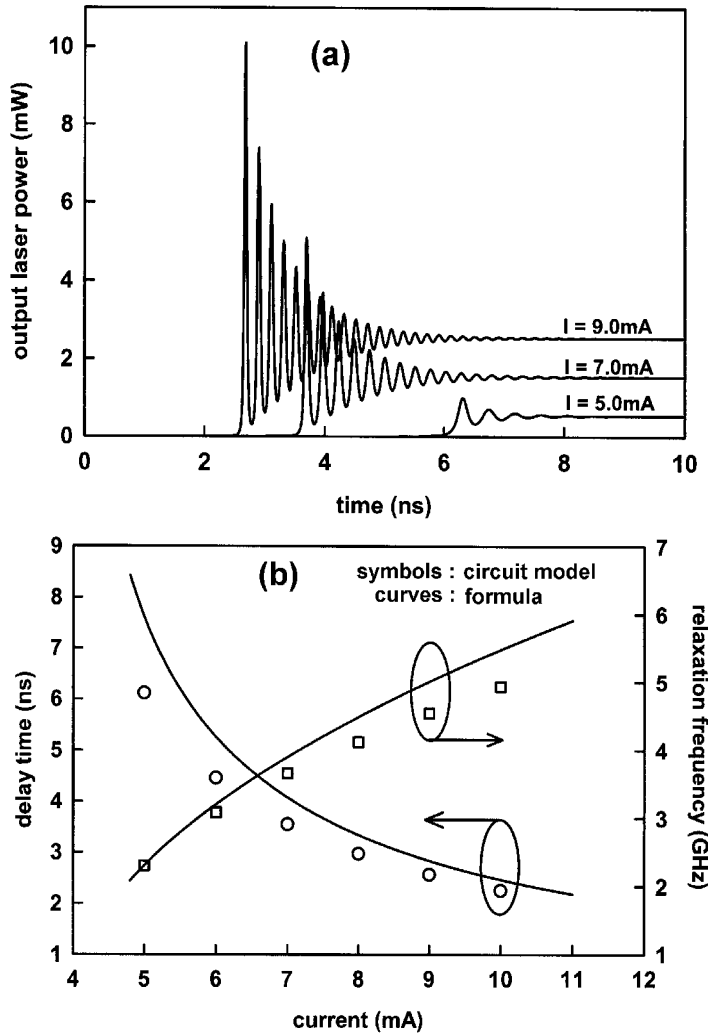 (a)
output laser power (mW)
10
8
6
4
2
0
I = 9.0mA
I = 7.0mA
I = 5.0mA
0 2 4 6 8 10
time (ns)
(b)
symbols : circuit model
curves : formula
delay time (ns)
9
8
7
6
5
4
3
2
1
relaxation frequency
(GHz)
7
6
5
4
3
2
1
4 5 6 7 8 9 10 11 12
current (mA)